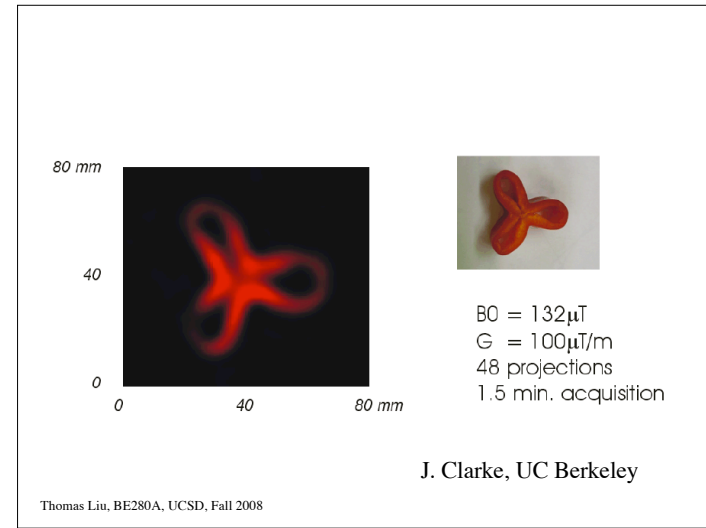 80 mm
40
0
0 40 80 mm
B0 = 132μT
G = 100μT/m
48 projections
1.5 min. acquisition
J. Clarke, UC Berkeley
Thomas Liu, BE280A, UCSD, Fall 2008